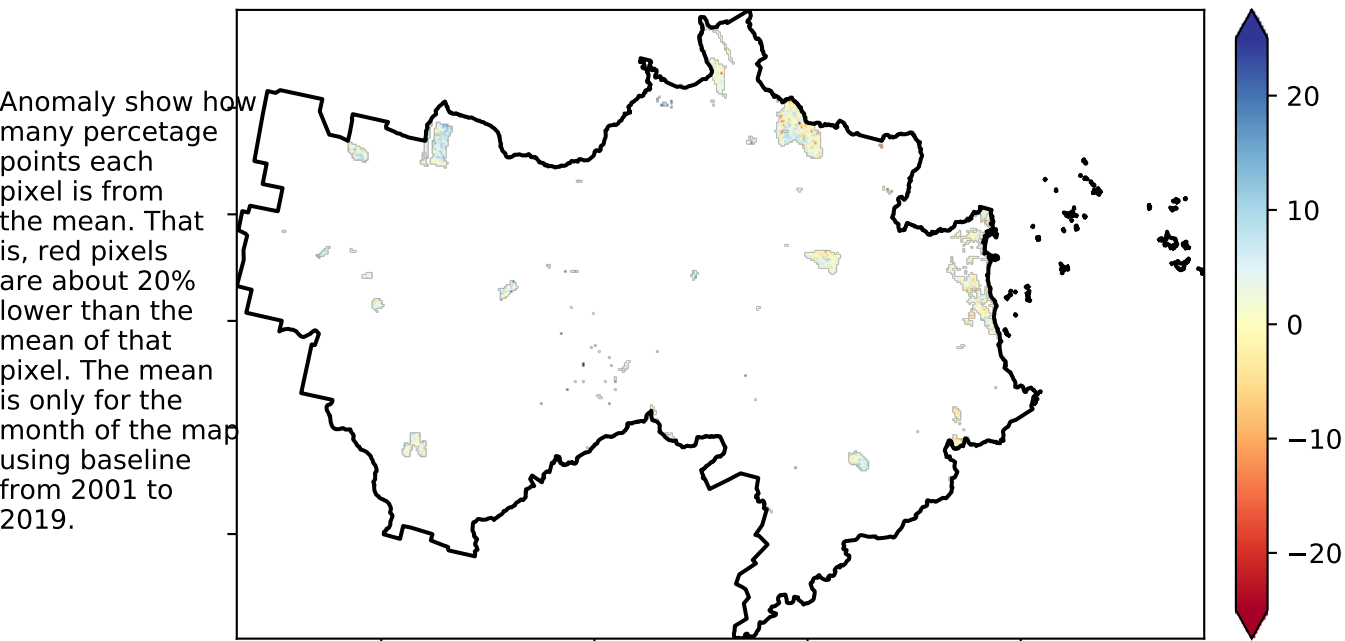 Anomaly show how
many percetage
points each
pixel is from
the mean. That
is, red pixels
are about 20%
lower than the
mean of that
pixel. The mean
is only for the
month of the map
using baseline
from 2001 to
2019.
20
10
0
−10
−20